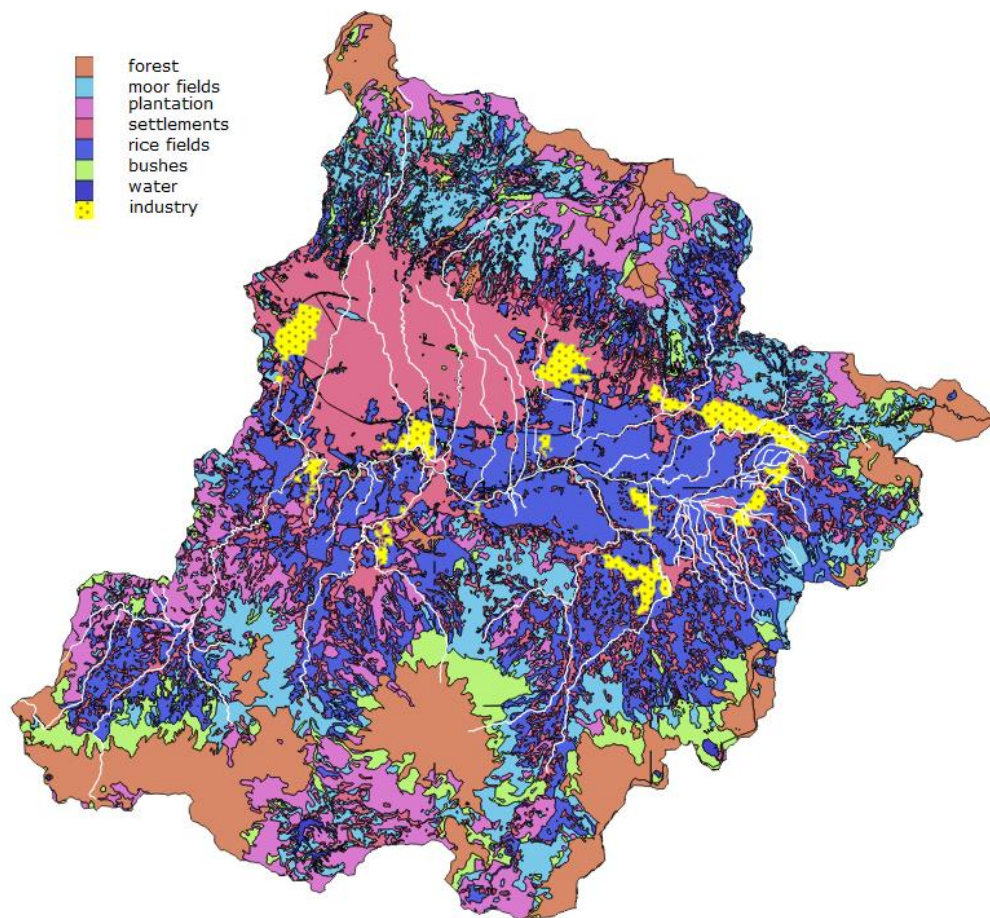 forest
moor fields
plantation
settlements
rice fields
bushes
water
industry